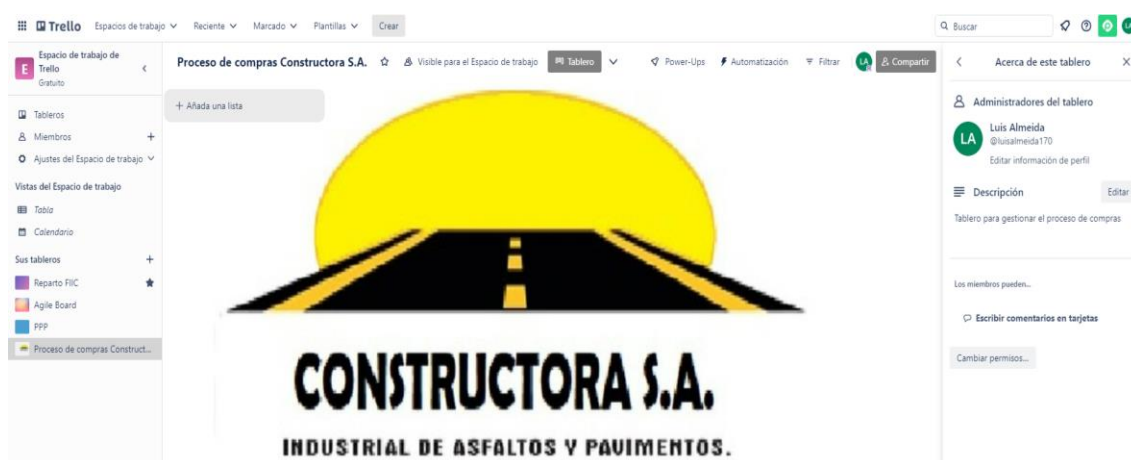 Trello Espacios de trabajo Reciente Marcado Plantillas Crear
Buscar
LA
E
Espacio de trabajo de
Trello
Gratuito
Tableros
Miembros
Ajustes del Espacio de trabajo
Vistas del Espacio de trabajo
Tabla
Calendario
Sus tableros
Reparto FIIC
Agile Board
PPP
Proceso de compras Construct...
Proceso de compras Constructora S.A. Visible para el Espacio de trabajo Tablero Power-Ups Automatización Filtrar LA Compartir
+ Añada una lista
CONSTRUCTORA S.A.
INDUSTRIAL DE ASFALTOS Y PAVIMENTOS.
Acerca de este tablero
Administradores del tablero
LA
Luis Almeida
@luisalmeida170
Editar información de perfil
Descripción Editar
Tablero para gestionar el proceso de compras
Los miembros pueden...
Escribir comentarios en tarjetas
Cambiar permisos...